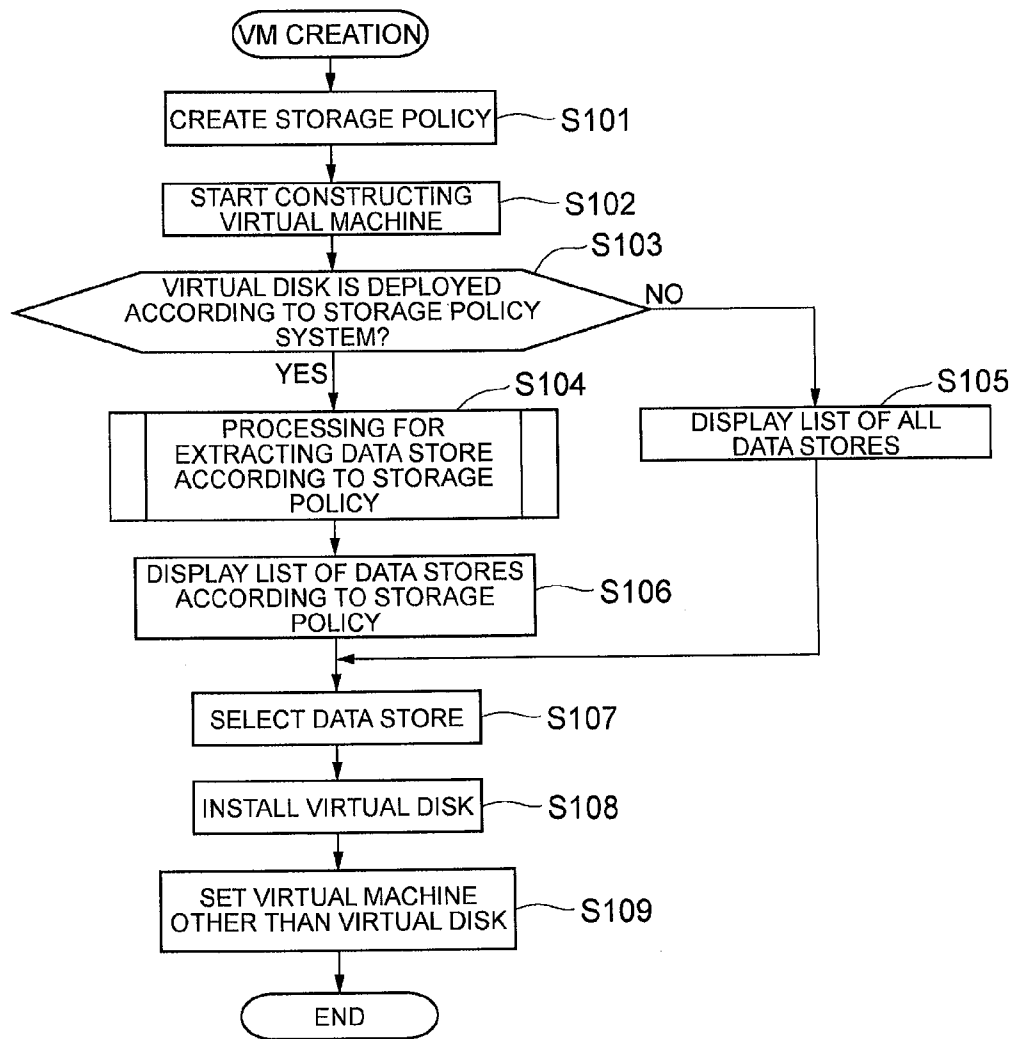 VM CREATION
CREATE STORAGE POLICY
S101
START CONSTRUCTING
VIRTUAL MACHINE
S102
S103
VIRTUAL DISK IS DEPLOYED
ACCORDING TO STORAGE POLICY
SYSTEM?
NO
YES
S104
PROCESSING FOR
EXTRACTING DATA STORE
ACCORDING TO STORAGE
POLICY
S105
DISPLAY LIST OF ALL
DATA STORES
DISPLAY LIST OF DATA STORES
ACCORDING TO STORAGE
POLICY
S106
SELECT DATA STORE
S107
INSTALL VIRTUAL DISK
S108
SET VIRTUAL MACHINE
OTHER THAN VIRTUAL DISK
S109
END